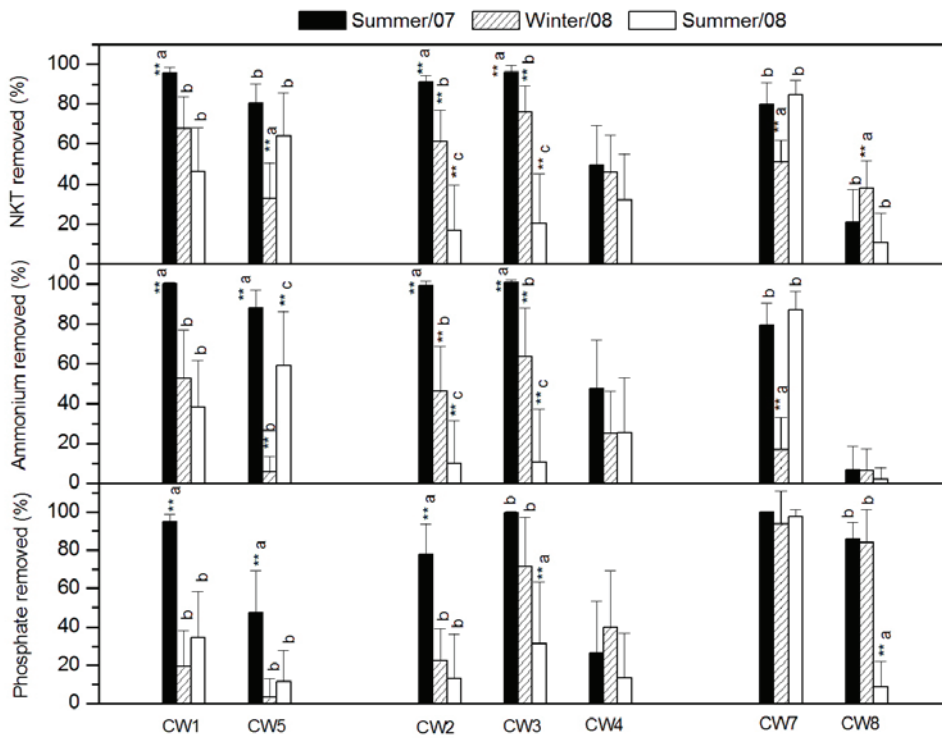 Summer/07 Winter/08 Summer/08
NKT removed (%)
100
80
60
40
20
0
** a b b
b ** a b
** a ** b ** c
** a ** b ** c
b ** a b
b ** a b
Ammonium removed (%)
100
80
60
40
20
0
** a b b
** a ** b ** c
** a ** b ** c
** a ** b ** c
b ** a b
Phosphate removed (%)
100
80
60
40
20
0
** a b b
** a b b
** a b b
b b ** a
b b ** a
CW1 CW5 CW2 CW3 CW4 CW7 CW8